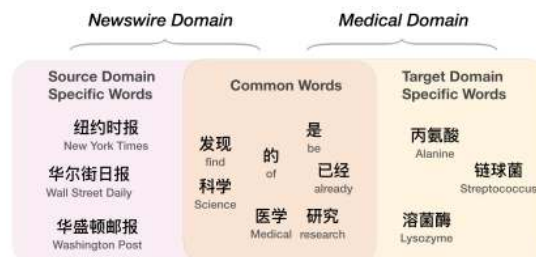 Newswire Domain
Medical Domain
Source Domain
Specific Words
Common Words
Target Domain
Specific Words
纽约时报
New York Times
华尔街日报
Wall Street Daily
华盛顿邮报
Washington Post
发现
find
的
of
是
be
科学
Science
已经
already
医学
Medical
研究
research
丙氨酸
Alanine
链球菌
Streptococcus
溶菌酶
Lysozyme